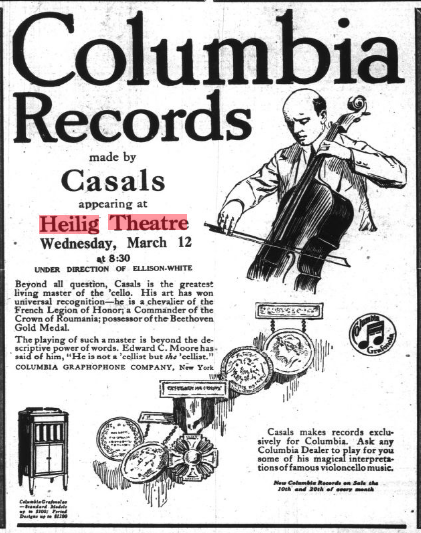 Columbia
Records
made by
Casals
appearing at
Heilig Theatre
Wednesday, March 12
at 8:30
UNDER DIRECTION OF ELLISON-WHITE
Beyond all question, Casals is the greatest
living master of the 'cello. His art has won
universal recognition—he is a chevalier of the
French Legion of Honor; a Commander of the
Crown of Roumania; possessor of the Beethoven
Gold Medal.
The playing of such a master is beyond the de-
scriptive power of words. Edward C. Moore has
said of him, "He is not a 'cellist but the 'cellist."
COLUMBIA GRAPHOPHONE COMPANY, New York
Columbia
Grafonola
Casals makes records exclu-
sively for Columbia. Ask any
Columbia Dealer to play for you
some of his magical interpreta-
tions of famous violoncello music.
New Columbia Records on Sale the
10th and 20th of every month
Columbia Grafonolas
—Standard Models
up to $300; Period
Designs up to $2100